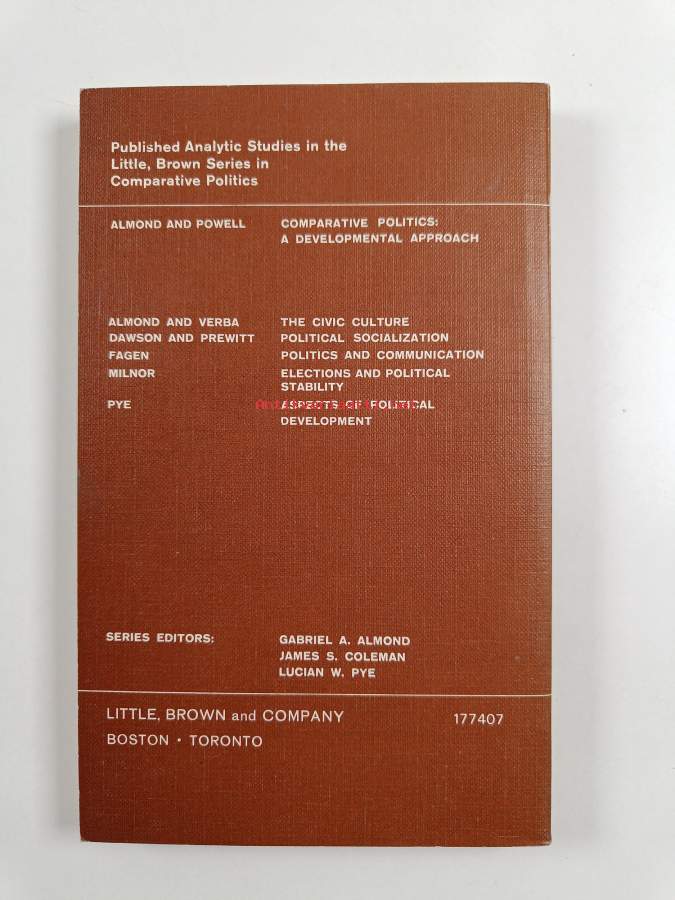 Published Analytic Studies in the
Little, Brown Series in
Comparative Politics
ALMOND AND POWELL COMPARATIVE POLITICS:
A DEVELOPMENTAL APPROACH
ALMOND AND VERBA THE CIVIC CULTURE
DAWSON AND PREWITT POLITICAL SOCIALIZATION
FAGEN POLITICS AND COMMUNICATION
MILNOR ELECTIONS AND POLITICAL
STABILITY
PYE ASPECTS OF POLITICAL
DEVELOPMENT
SERIES EDITORS: GABRIEL A. ALMOND
JAMES S. COLEMAN
LUCIAN W. PYE
LITTLE, BROWN and COMPANY 177407
BOSTON • TORONTO